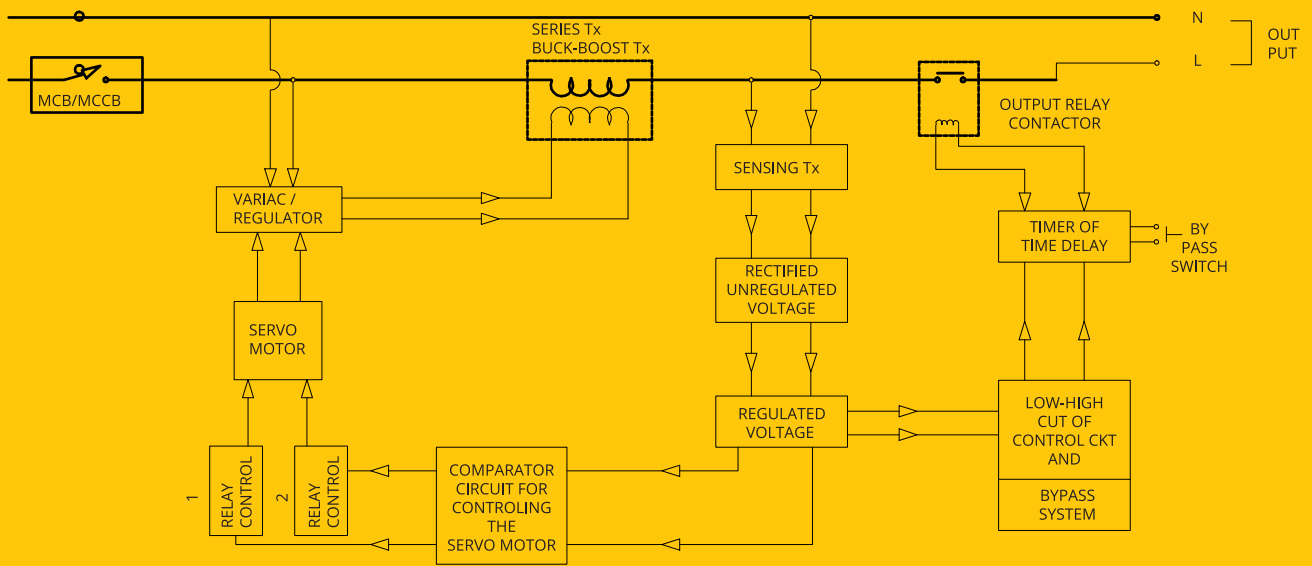 SERIES Tx
BUCK-BOOST Tx
N
L
OUT
PUT
MCB/MCCB
OUTPUT RELAY
CONTACTOR
SENSING Tx
VARIAC /
REGULATOR
TIMER OF
TIME DELAY
BY
PASS
SWITCH
RECTIFIED
UNREGULATED
VOLTAGE
SERVO
MOTOR
REGULATED
VOLTAGE
LOW-HIGH
CUT OF
CONTROL CKT
AND
BYPASS
SYSTEM
1
RELAY
CONTROL
2
RELAY
CONTROL
COMPARATOR
CIRCUIT FOR
CONTROLING
THE
SERVO MOTOR